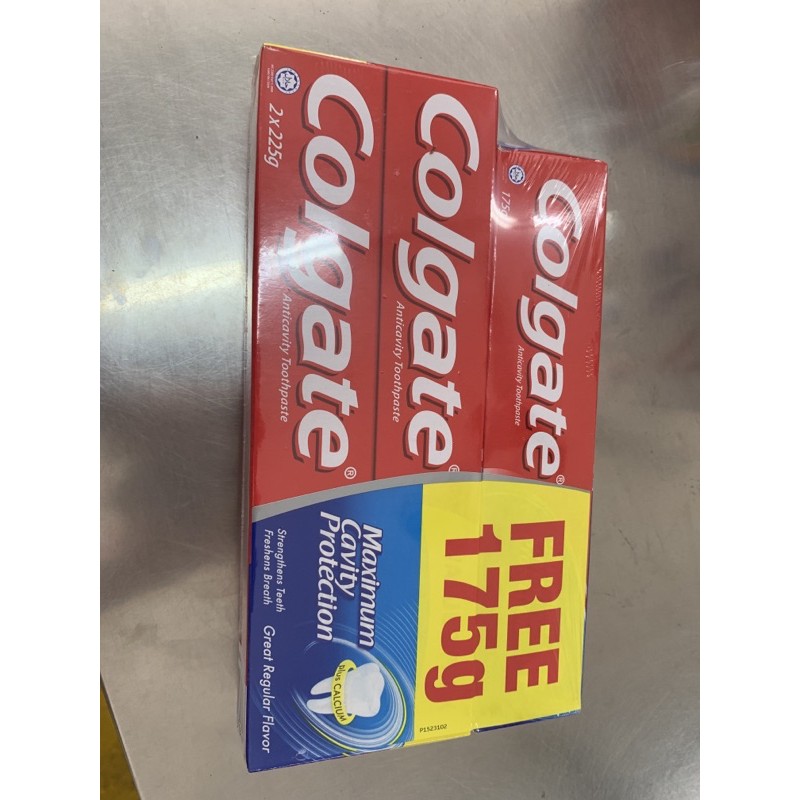 175g
Colgate
Anticavity Toothpaste
Colgate®
Anticavity Toothpaste
2 x 225g
Colgate®
Anticavity Toothpaste
FREE
175g
P1523102
Maximum
Cavity
Protection
Strengthens Teeth
Freshens Breath
Great Regular Flavor
plus CALCIUM